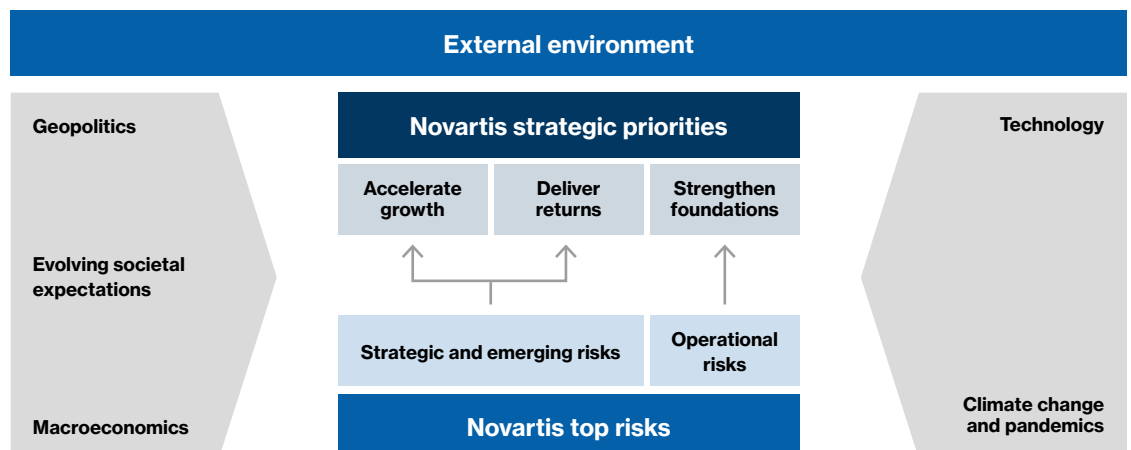 External environment
Geopolitics
Evolving societal
expectations
Macroeconomics
Novartis strategic priorities
Accelerate
growth
Deliver
returns
Strengthen
foundations
Strategic and emerging risks
Operational
risks
Novartis top risks
Technology
Climate change
and pandemics